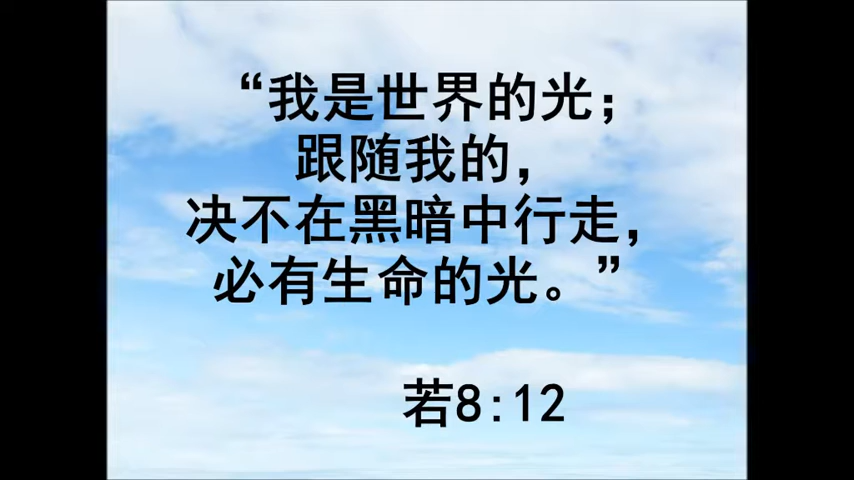 “我是世界的光；
跟随我的，
决不在黑暗中行走，
必有生命的光。”
若8:12